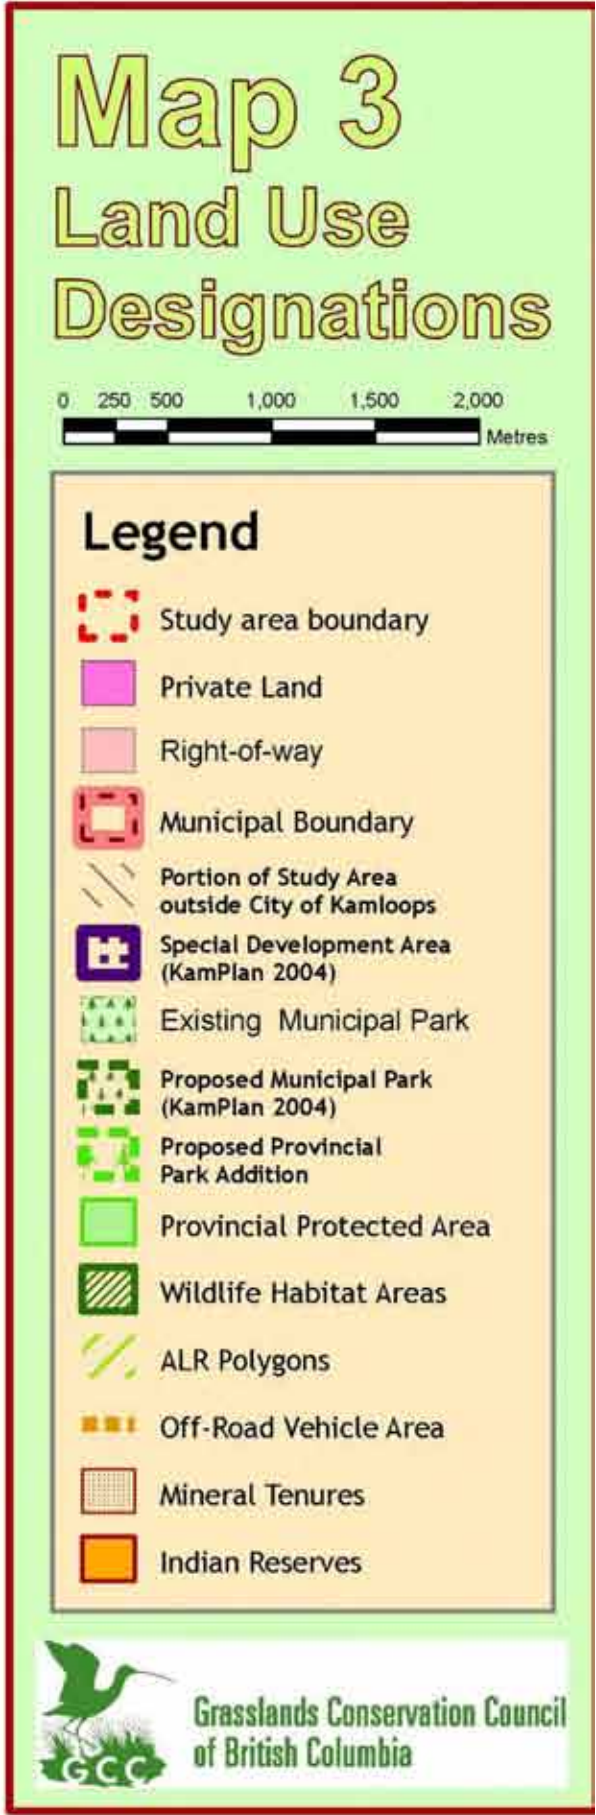 Map 3
Land Use
Designations
0 250 500 1,000 1,500 2,000
Metres
Legend
Study area boundary
Private Land
Right-of-way
Municipal Boundary
Portion of Study Area
outside City of Kamloops
Special Development Area
(KamPlan 2004)
Existing Municipal Park
Proposed Municipal Park
(KamPlan 2004)
Proposed Provincial
Park Addition
Provincial Protected Area
Wildlife Habitat Areas
ALR Polygons
Off-Road Vehicle Area
Mineral Tenures
Indian Reserves
GCC
Grasslands Conservation Council
of British Columbia